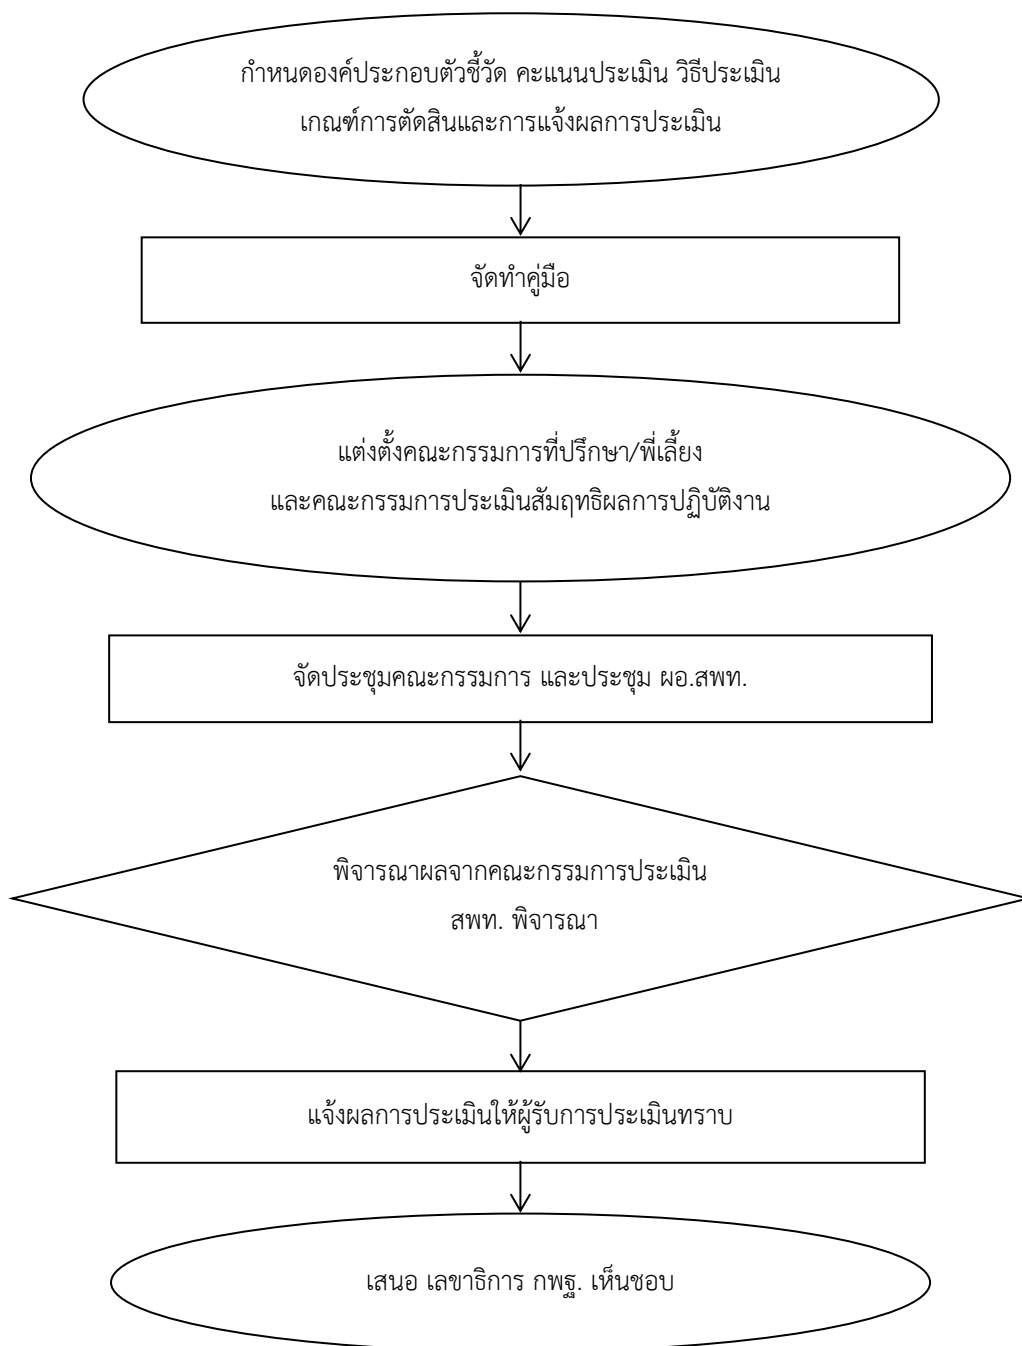 กำหนดองค์ประกอบตัวชี้วัด คะแนนประเมิน วิธีประเมิน
เกณฑ์การตัดสินและการแจ้งผลการประเมิน
จัดทำคู่มือ
แต่งตั้งคณะกรรมการที่ปรึกษา/พี่เลี้ยง
และคณะกรรมการประเมินสัมฤทธิผลการปฏิบัติงาน
จัดประชุมคณะกรรมการ และประชุม ผอ.สพท.
พิจารณาผลจากคณะกรรมการประเมิน
สพท. พิจารณา
แจ้งผลการประเมินให้ผู้รับการประเมินทราบ
เสนอ เลขาธิการ กพฐ. เห็นชอบ